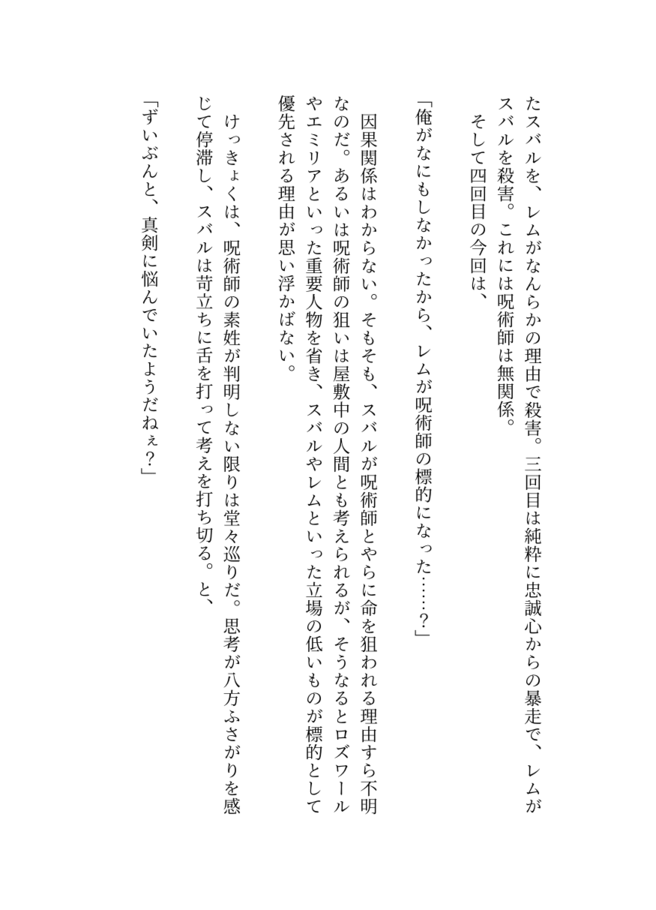 たスバルを、レムがなんらかの理由で殺害。三回目は純粋に忠誠心からの暴走で、レムが
スバルを殺害。これには呪術師は無関係。
そして四回目の今回は、
「俺がなにもしなかったから、レムが呪術師の標的になった……？」
因果関係はわからない。そもそも、スバルが呪術師とやらに命を狙われる理由すら不明
なのだ。あるいは呪術師の狙いは屋敷中の人間とも考えられるが、そうなるとロズワール
やエミリアといった重要人物を省き、スバルやレムといった立場の低いものが標的として
優先される理由が思い浮かばない。
けっきょくは、呪術師の素姓が判明しない限りは堂々巡りだ。思考が八方ふさがりを感
じて停滞し、スバルは苛立ちに舌を打って考えを打ち切る。と、
「ずいぶんと、真剣に悩んでいたようだねぇ？」